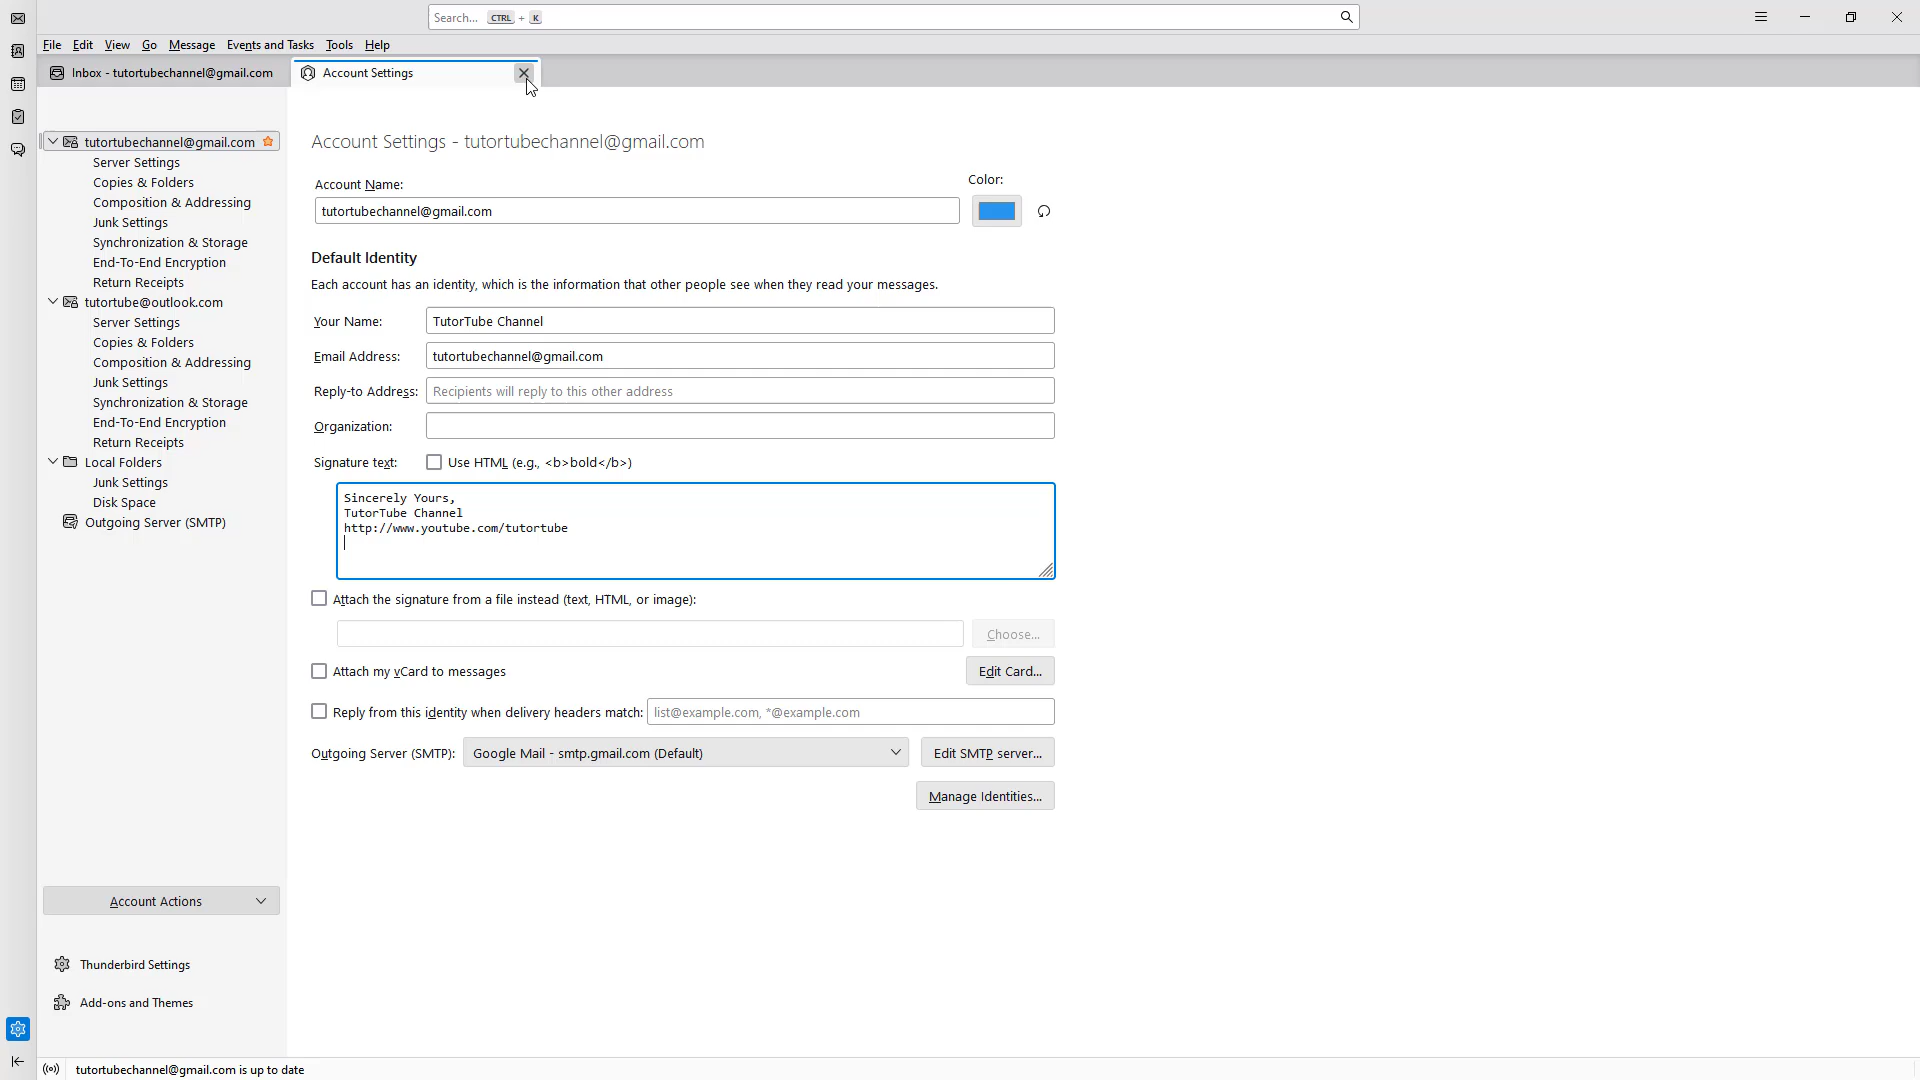 Search... CTRL + K
File Edit View Go Message Events and Tasks Tools Help
Inbox - tutortubechannel@gmail.com
Account Settings
tutortubechannel@gmail.com
Server Settings
Copies & Folders
Composition & Addressing
Junk Settings
Synchronization & Storage
End-To-End Encryption
Return Receipts
tutortube@outlook.com
Server Settings
Copies & Folders
Composition & Addressing
Junk Settings
Synchronization & Storage
End-To-End Encryption
Return Receipts
Local Folders
Junk Settings
Disk Space
Outgoing Server (SMTP)
Account Actions
Thunderbird Settings
Add-ons and Themes
Account Settings - tutortubechannel@gmail.com
Account Name:
Color:
tutortubechannel@gmail.com
Default Identity
Each account has an identity, which is the information that other people see when they read your messages.
Your Name: TutorTube Channel
Email Address: tutortubechannel@gmail.com
Reply-to Address: Recipients will reply to this other address
Organization:
Signature text: Use HTML (e.g., <b>bold</b>)
Sincerely Yours,
TutorTube Channel
http://www.youtube.com/tutortube
Attach the signature from a file instead (text, HTML, or image):
Choose...
Attach my vCard to messages
Edit Card...
Reply from this identity when delivery headers match: list@example.com, *@example.com
Outgoing Server (SMTP): Google Mail - smtp.gmail.com (Default) Edit SMTP server...
Manage Identities...
tutortubechannel@gmail.com is up to date